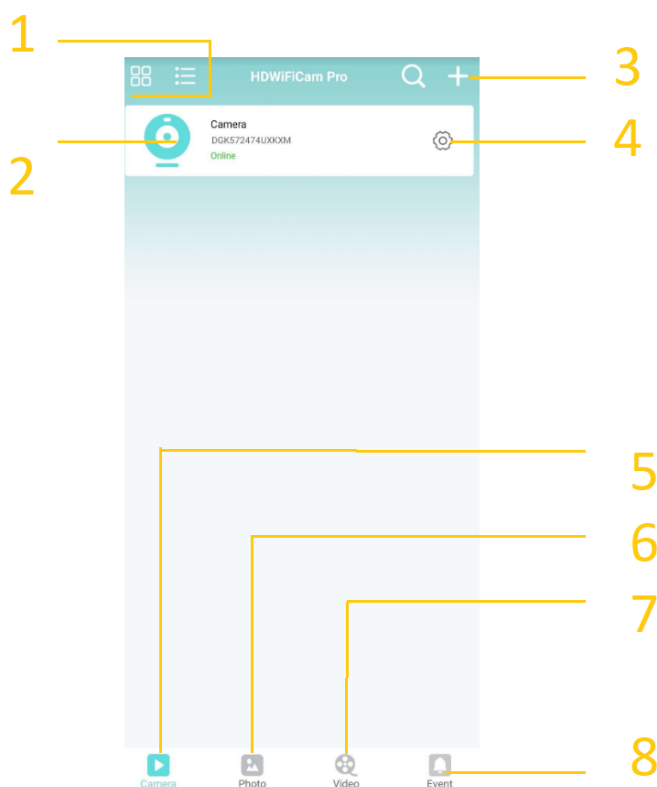 1
HDWiFiCam Pro
3
Camera
DGK572474UXKXM
Online
4
2
5
6
7
8
Camera
Photo
Video
Event